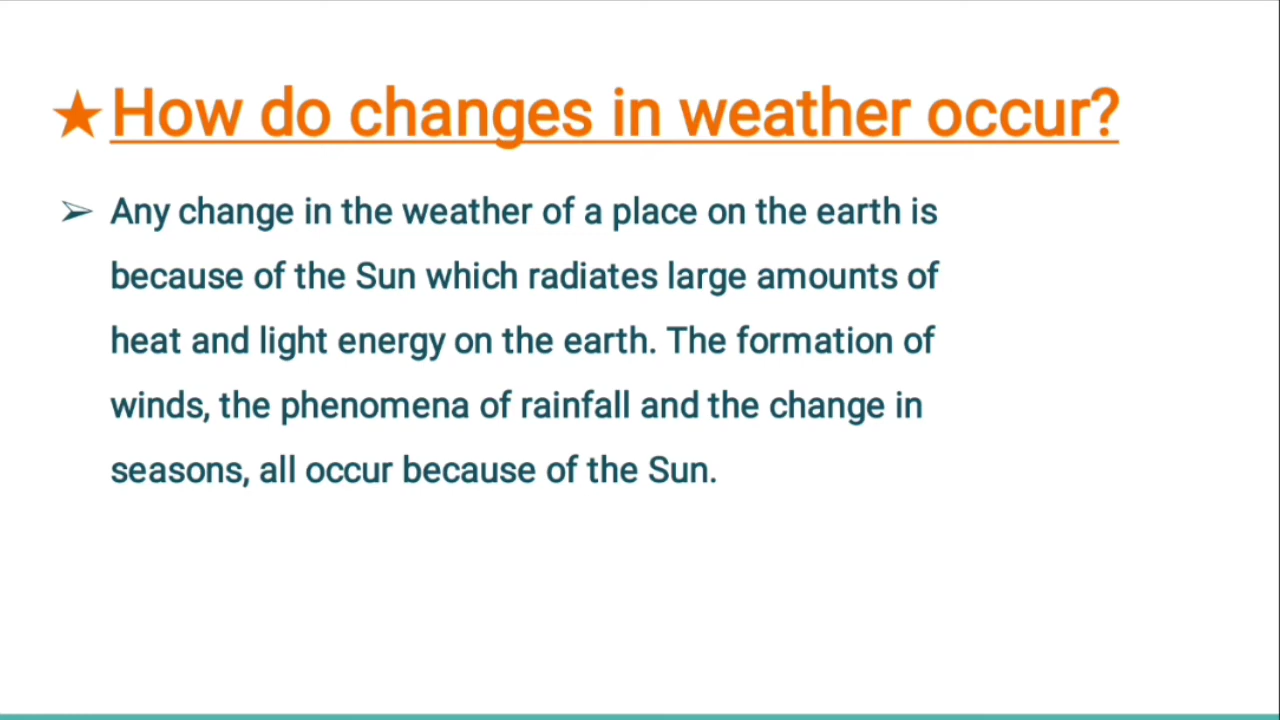 ★How do changes in weather occur?
➢ Any change in the weather of a place on the earth is
because of the Sun which radiates large amounts of
heat and light energy on the earth. The formation of
winds, the phenomena of rainfall and the change in
seasons, all occur because of the Sun.